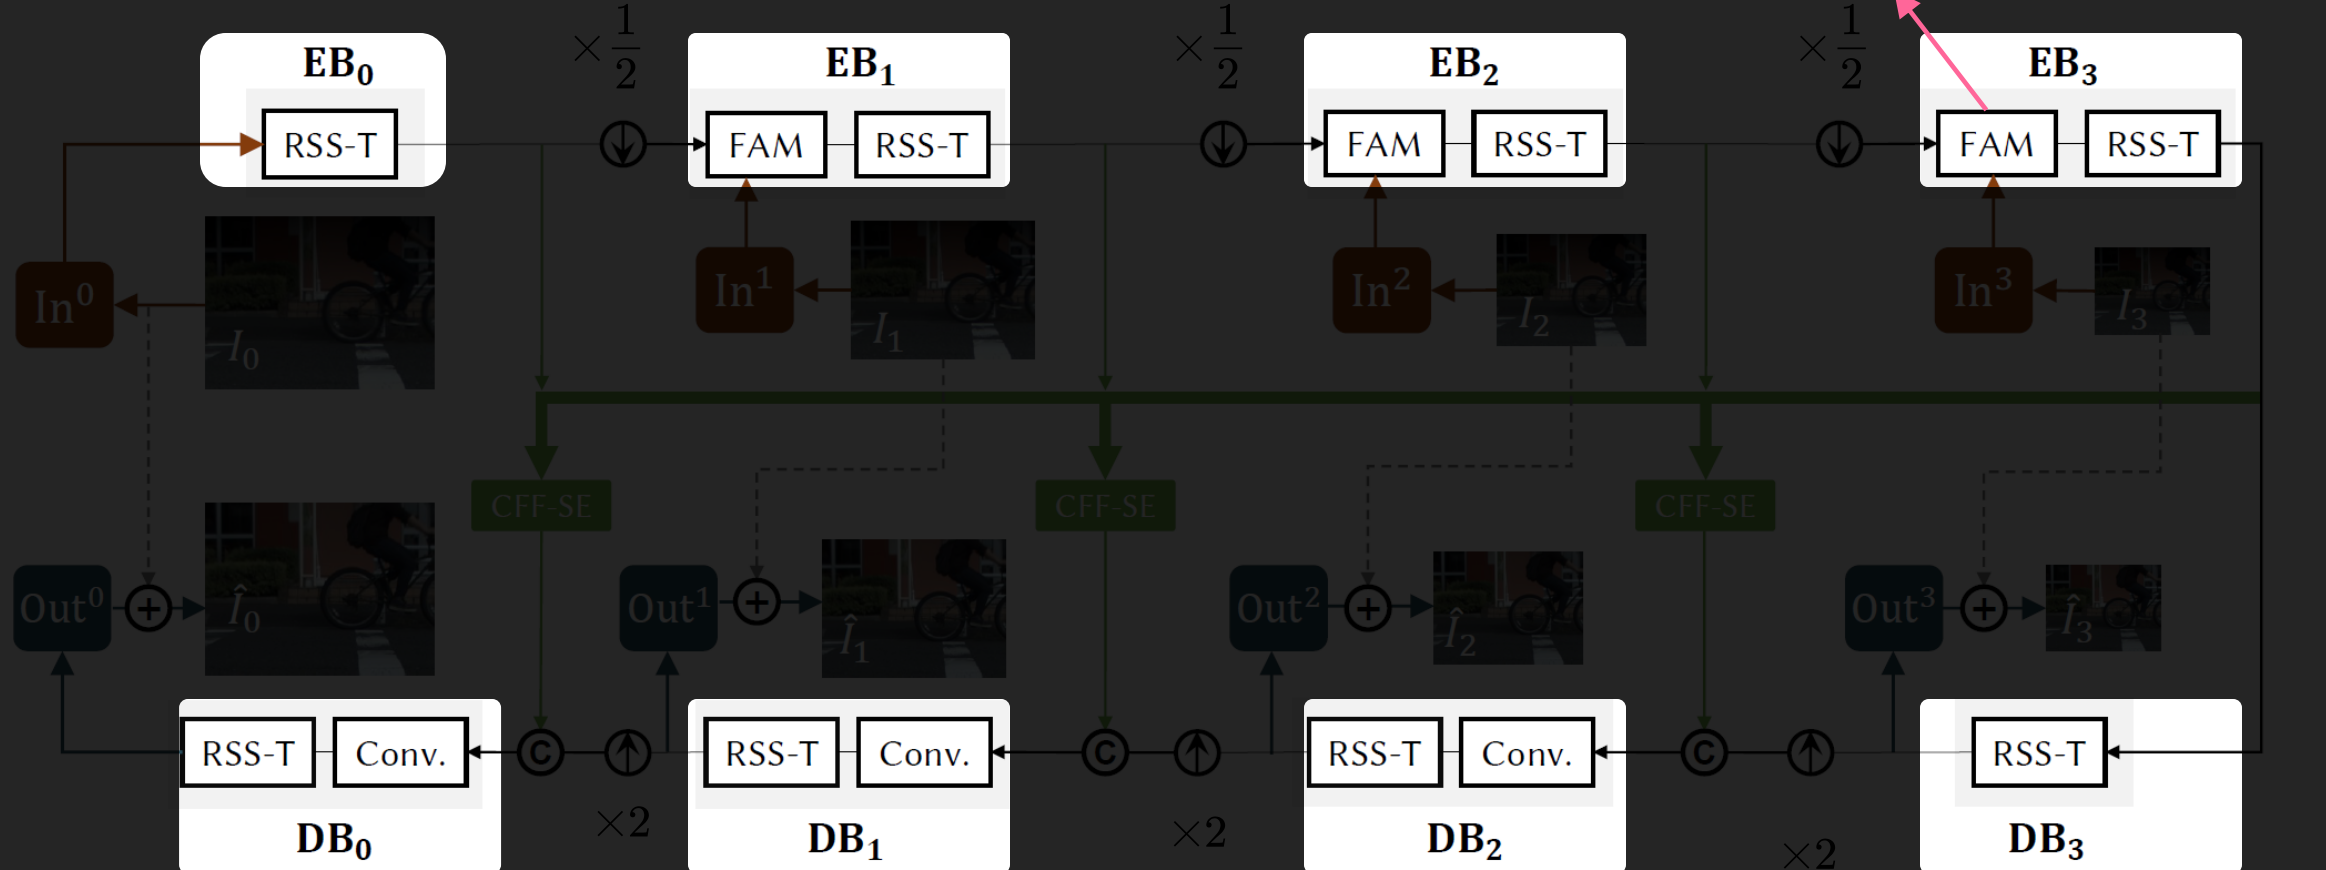 ×1/2 ×1/2 ×1/2
EB₀ EB₁ EB₂ EB₃
RSS-T FAM RSS-T FAM RSS-T FAM RSS-T
In⁰ I₀ In¹ I₁ In² I₂ In³ I₃
CFF-SE CFF-SE CFF-SE
Out⁰ + Î₀ Out¹ + Î₁ Out² + Î₂ Out³ + Î₃
RSS-T Conv. C RSS-T Conv. C RSS-T Conv. C RSS-T
×2 ×2 ×2
DB₀ DB₁ DB₂ DB₃